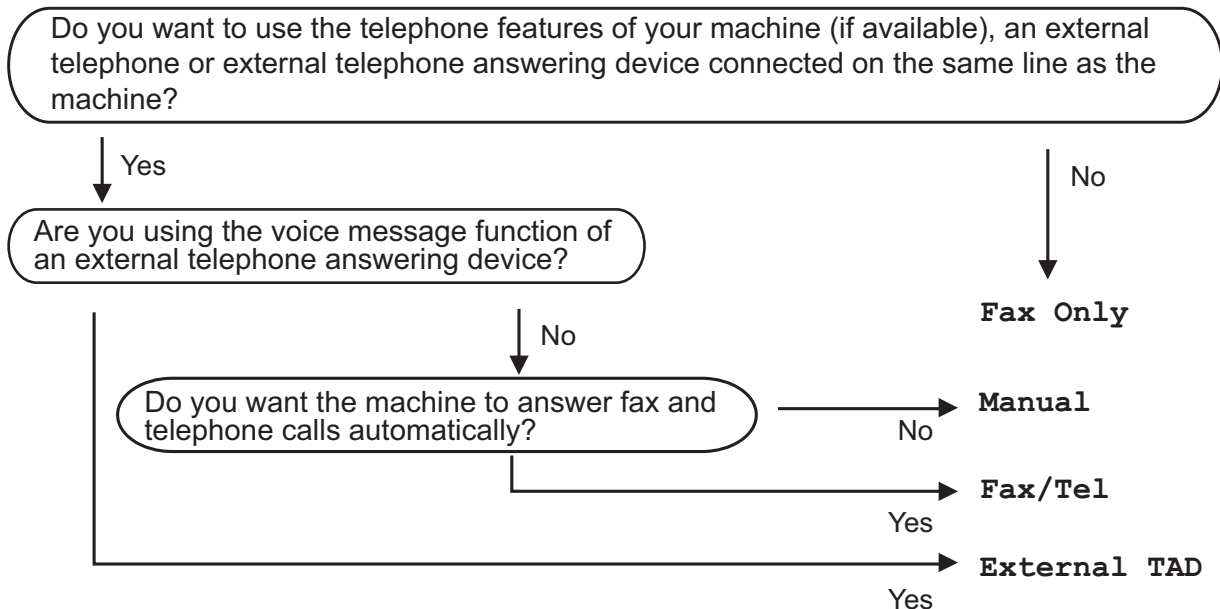 Do you want to use the telephone features of your machine (if available), an external
telephone or external telephone answering device connected on the same line as the
machine?
Yes
No
Are you using the voice message function of
an external telephone answering device?
Fax Only
No
Do you want the machine to answer fax and
telephone calls automatically?
Manual
No
Fax/Tel
Yes
External TAD
Yes